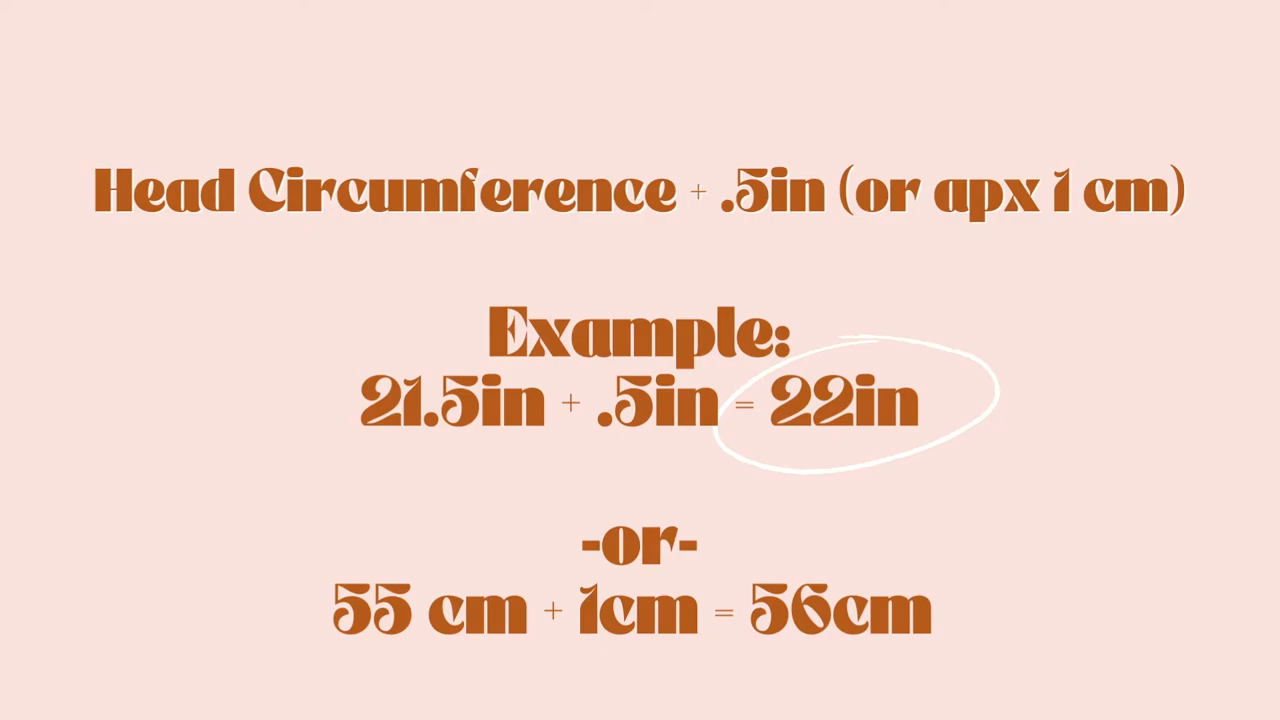 Head Circumference + .5in (or apx 1 cm)
Example:
21.5in + .5in = 22in
-or-
55 cm + 1cm = 56cm